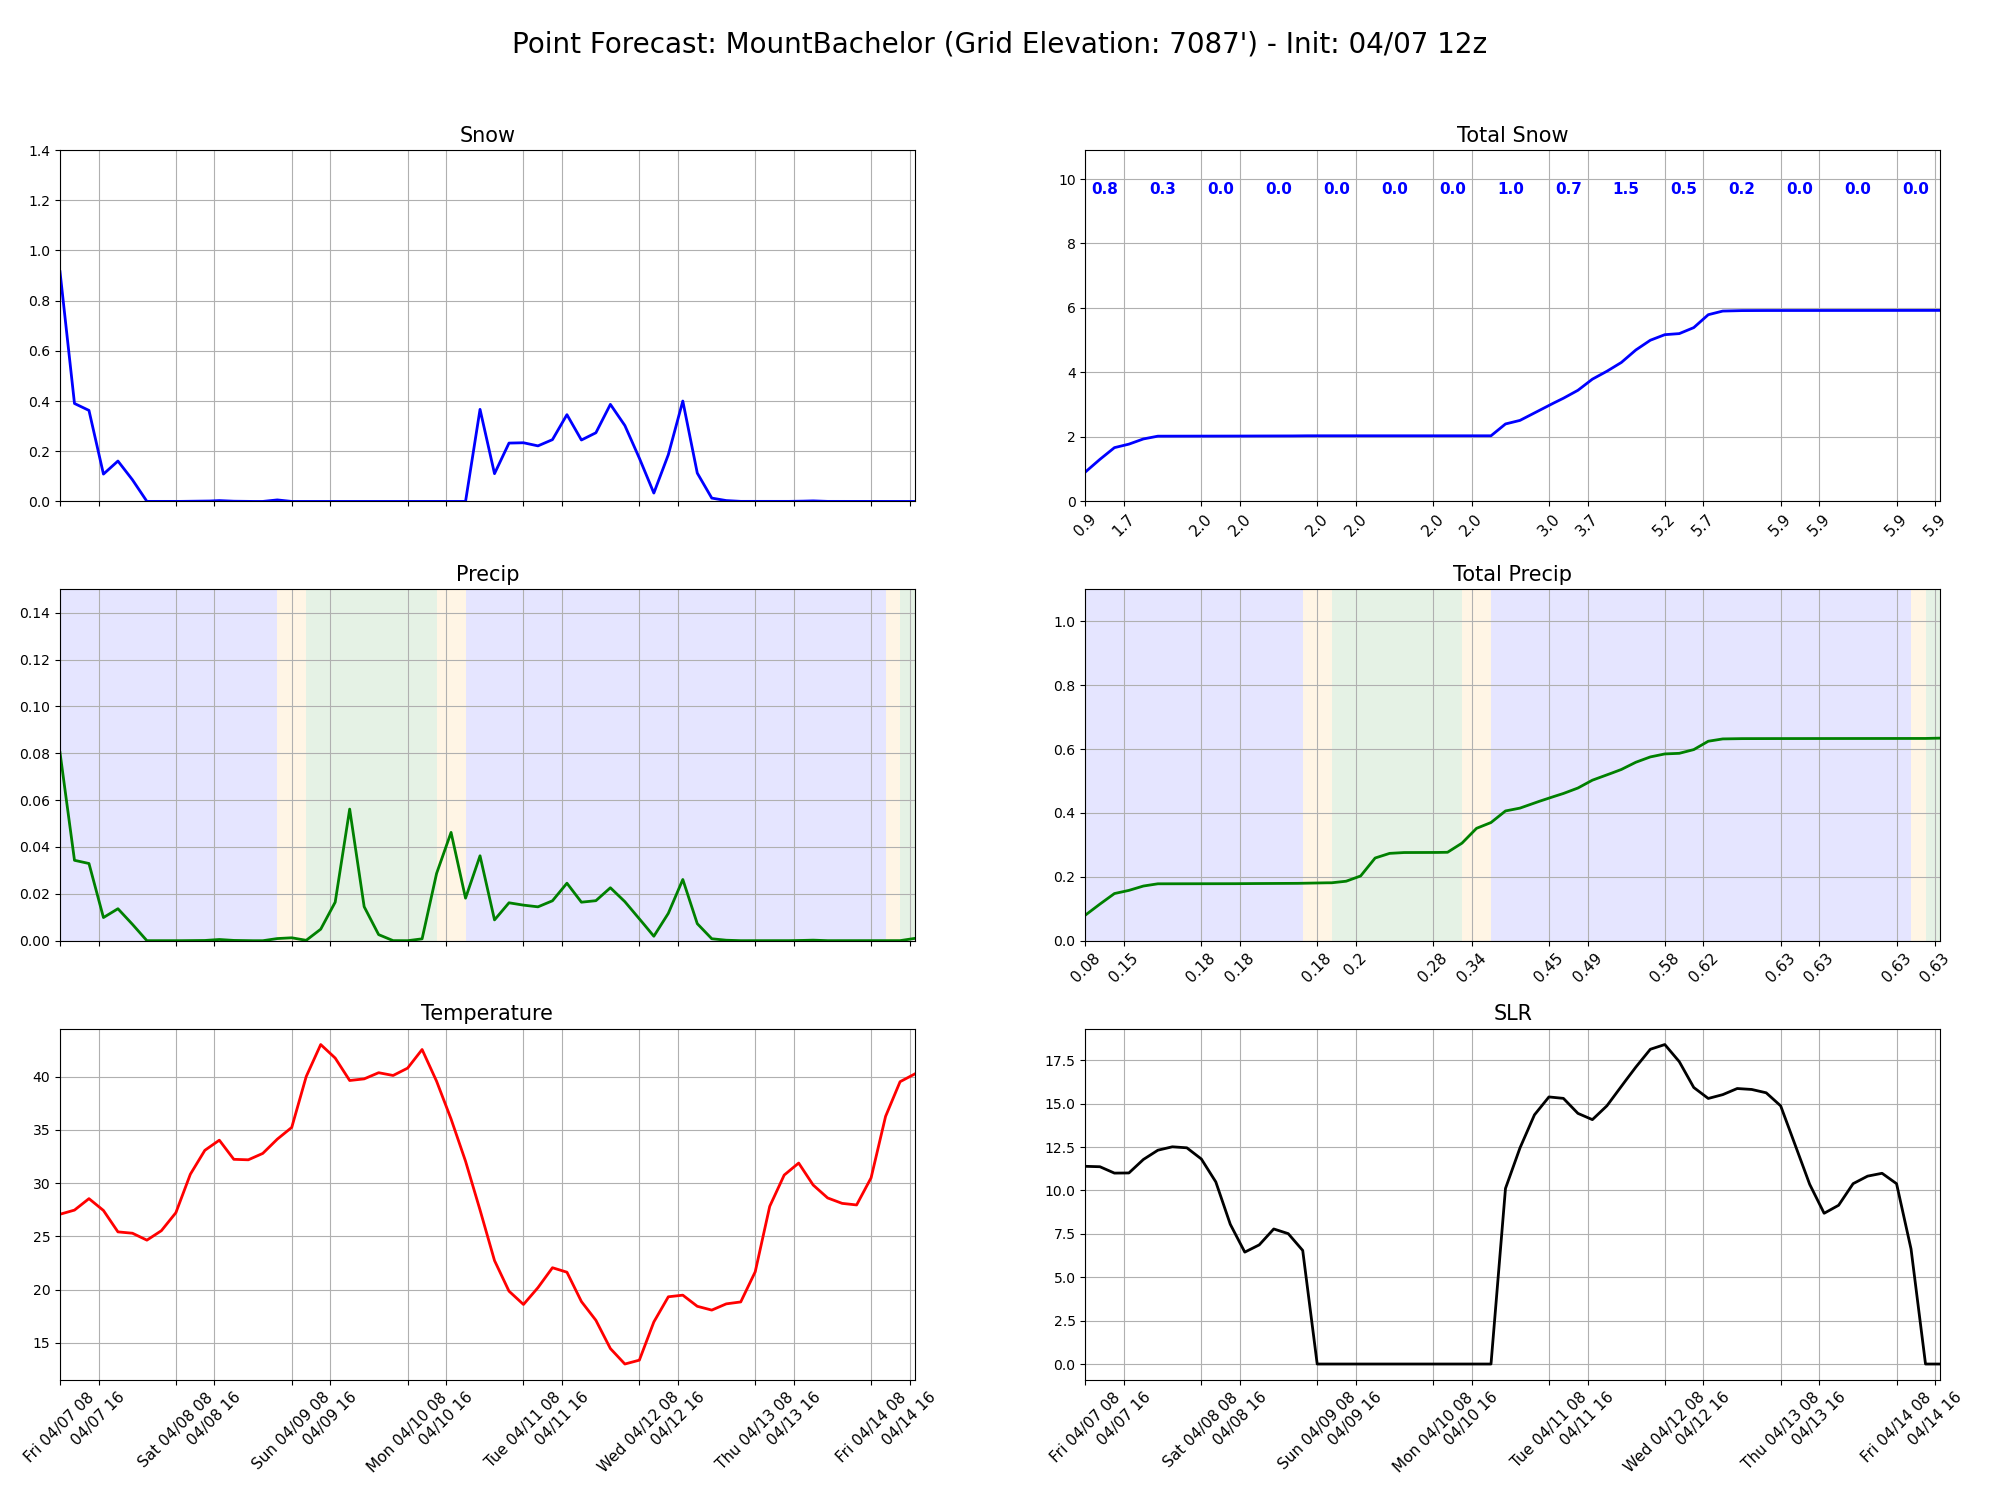 Point Forecast: MountBachelor (Grid Elevation: 7087') - Init: 04/07 12z
Snow
1.4
1.2
1.0
0.8
0.6
0.4
0.2
0.0
Total Snow
10
8
6
4
2
0
0.8 0.3 0.0 0.0 0.0 0.0 0.0 1.0 0.7 1.5 0.5 0.2 0.0 0.0 0.0
0.9 1.7 2.0 2.0 2.0 2.0 2.0 2.0 3.0 3.7 5.2 5.7 5.9 5.9 5.9 5.9
Precip
0.14
0.12
0.10
0.08
0.06
0.04
0.02
0.00
Total Precip
1.0
0.8
0.6
0.4
0.2
0.0
0.08 0.15 0.18 0.18 0.18 0.2 0.28 0.34 0.45 0.49 0.58 0.62 0.63 0.63 0.63 0.63
Temperature
40
35
30
25
20
15
Fri 04/07 08
04/07 16
Sat 04/08 08
04/08 16
Sun 04/09 08
04/09 16
Mon 04/10 08
04/10 16
Tue 04/11 08
04/11 16
Wed 04/12 08
04/12 16
Thu 04/13 08
04/13 16
Fri 04/14 08
04/14 16
SLR
17.5
15.0
12.5
10.0
7.5
5.0
2.5
0.0
Fri 04/07 08
04/07 16
Sat 04/08 08
04/08 16
Sun 04/09 08
04/09 16
Mon 04/10 08
04/10 16
Tue 04/11 08
04/11 16
Wed 04/12 08
04/12 16
Thu 04/13 08
04/13 16
Fri 04/14 08
04/14 16